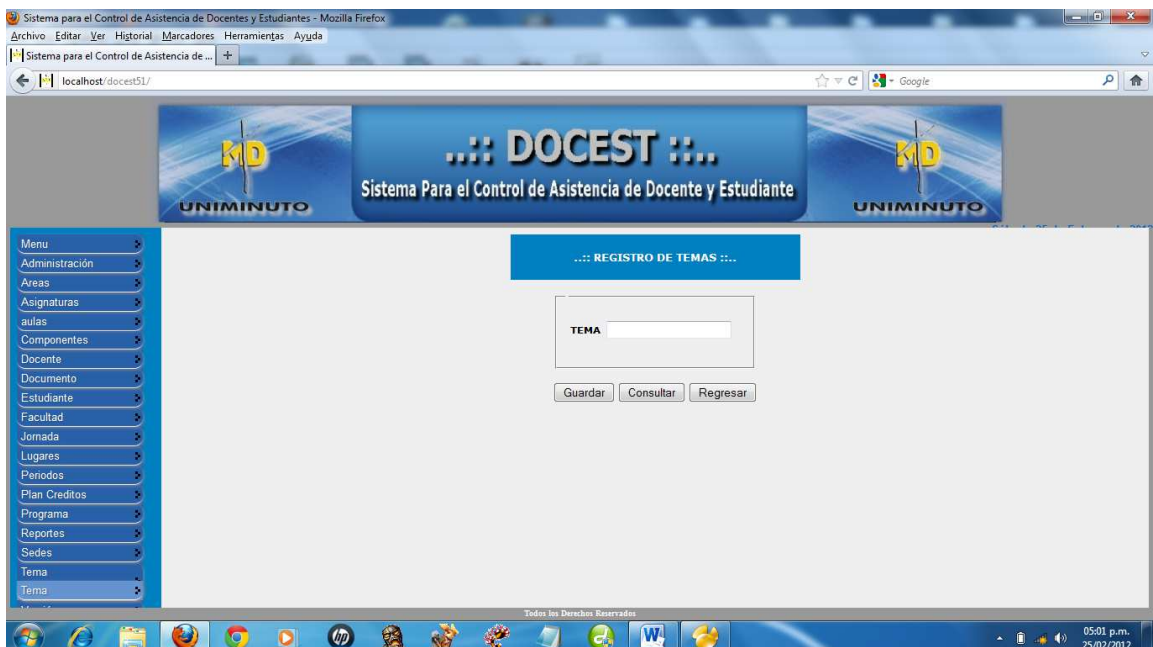 Sistema para el Control de Asistencia de Docentes y Estudiantes - Mozilla Firefox
Archivo Editar Ver Historial Marcadores Herramientas Ayuda
Sistema para el Control de Asistencia de ... +
localhost/docest51/
Google
MD
UNIMINUTO
..:: DOCEST ::..
Sistema Para el Control de Asistencia de Docente y Estudiante
MD
UNIMINUTO
Menu
Administración
Areas
Asignaturas
aulas
Componentes
Docente
Documento
Estudiante
Facultad
Jornada
Lugares
Periodos
Plan Creditos
Programa
Reportes
Sedes
Tema
Tema
..:: REGISTRO DE TEMAS ::..
TEMA
Guardar Consultar Regresar
Todos los Derechos Reservados
hp
W
05:01 p.m.
25/02/2012